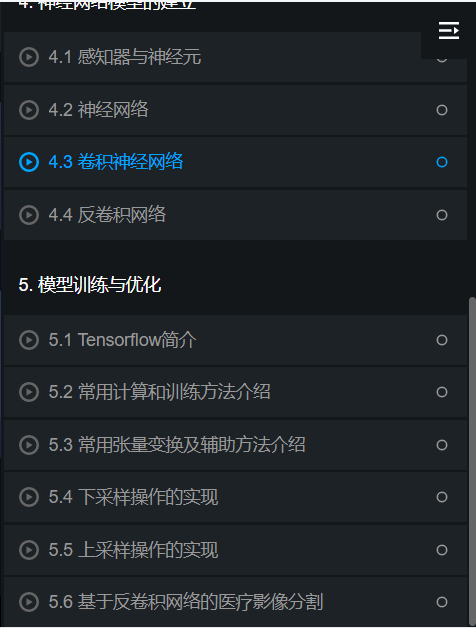 4. 神经网络模型的建立
4.1 感知器与神经元
4.2 神经网络
4.3 卷积神经网络
4.4 反卷积网络
5. 模型训练与优化
5.1 Tensorflow简介
5.2 常用计算和训练方法介绍
5.3 常用张量变换及辅助方法介绍
5.4 下采样操作的实现
5.5 上采样操作的实现
5.6 基于反卷积网络的医疗影像分割